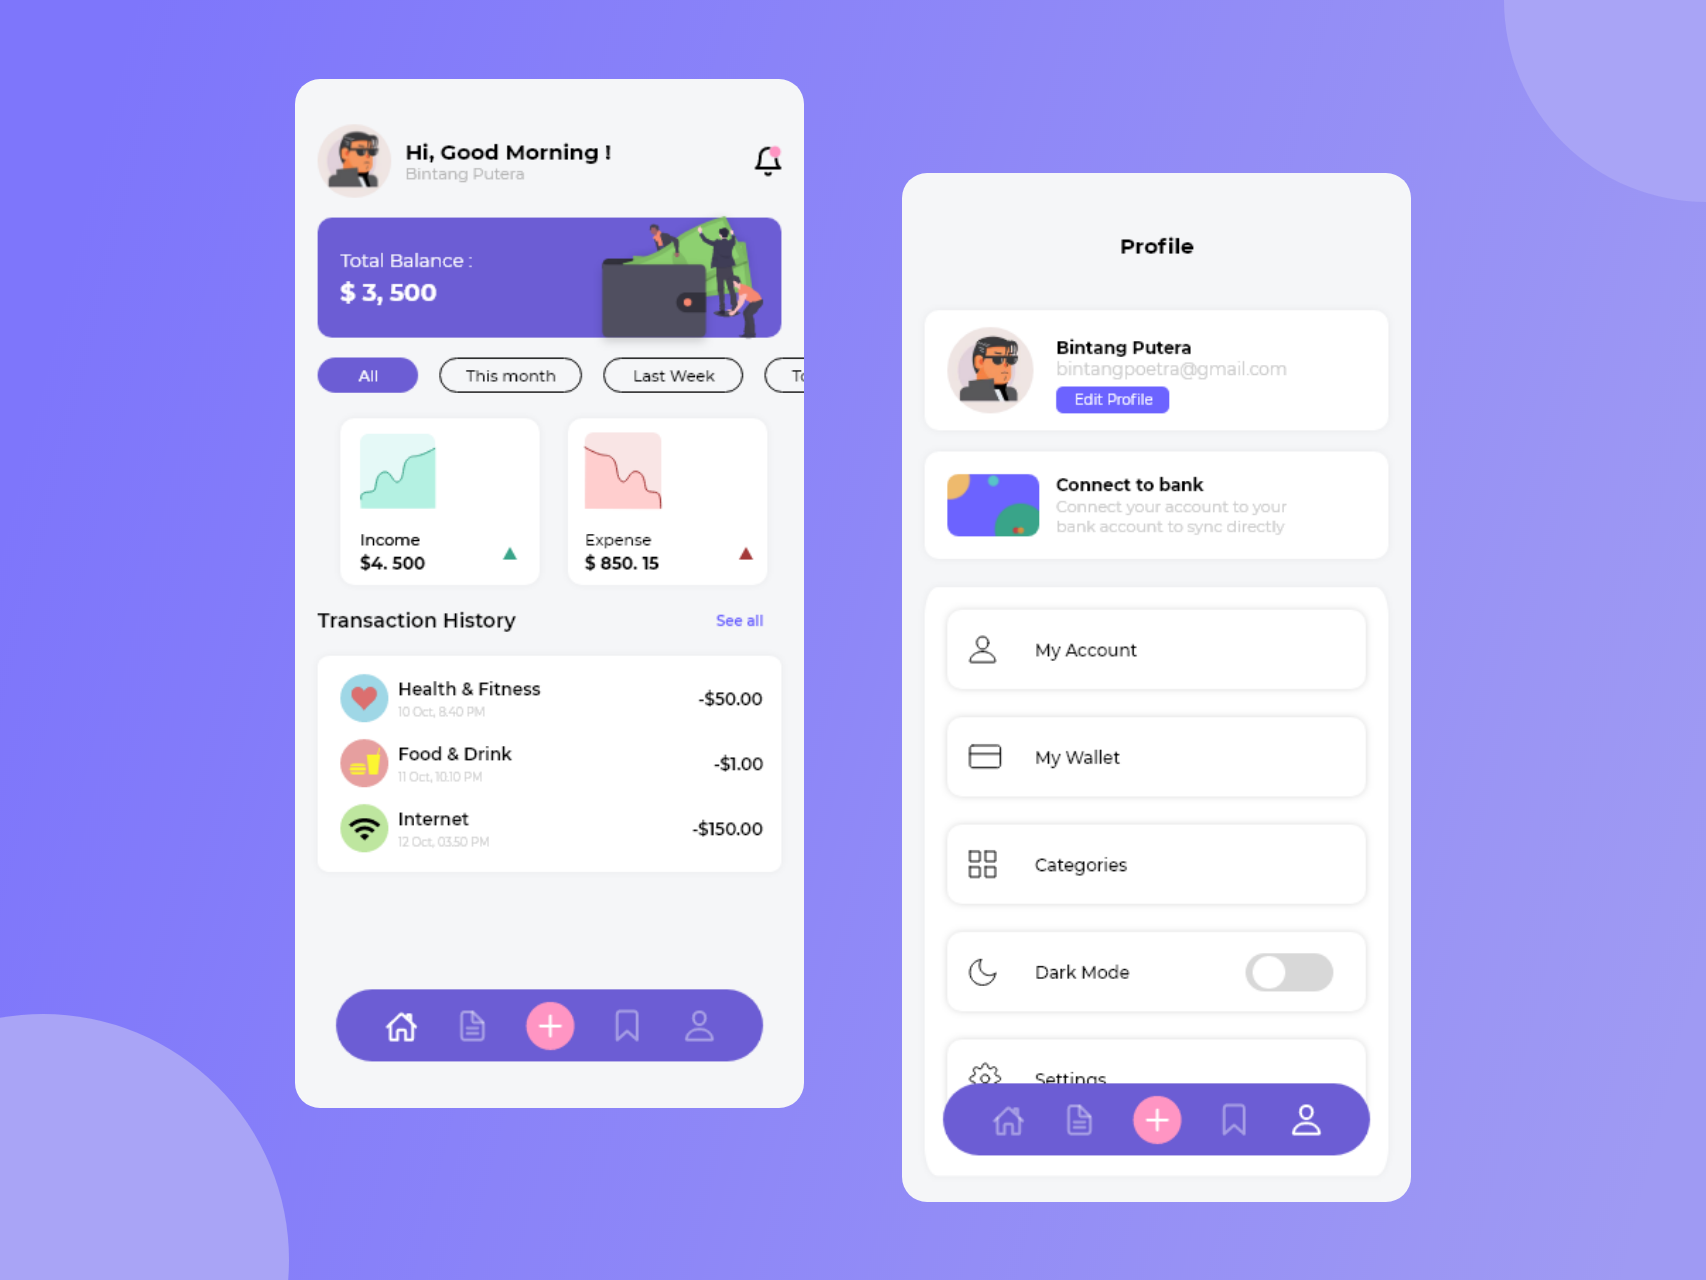 Hi, Good Morning !
Bintang Putera
Total Balance :
$ 3, 500
All
This month
Last Week
Income
$4. 500
Expense
$ 850. 15
Transaction History
See all
Health & Fitness
10 Oct, 8.40 PM
-$50.00
Food & Drink
11 Oct, 10.10 PM
-$1.00
Internet
12 Oct, 03.50 PM
-$150.00
Profile
Bintang Putera
bintangpoetra@gmail.com
Edit Profile
Connect to bank
Connect your account to your
bank account to sync directly
My Account
My Wallet
Categories
Dark Mode
Settings